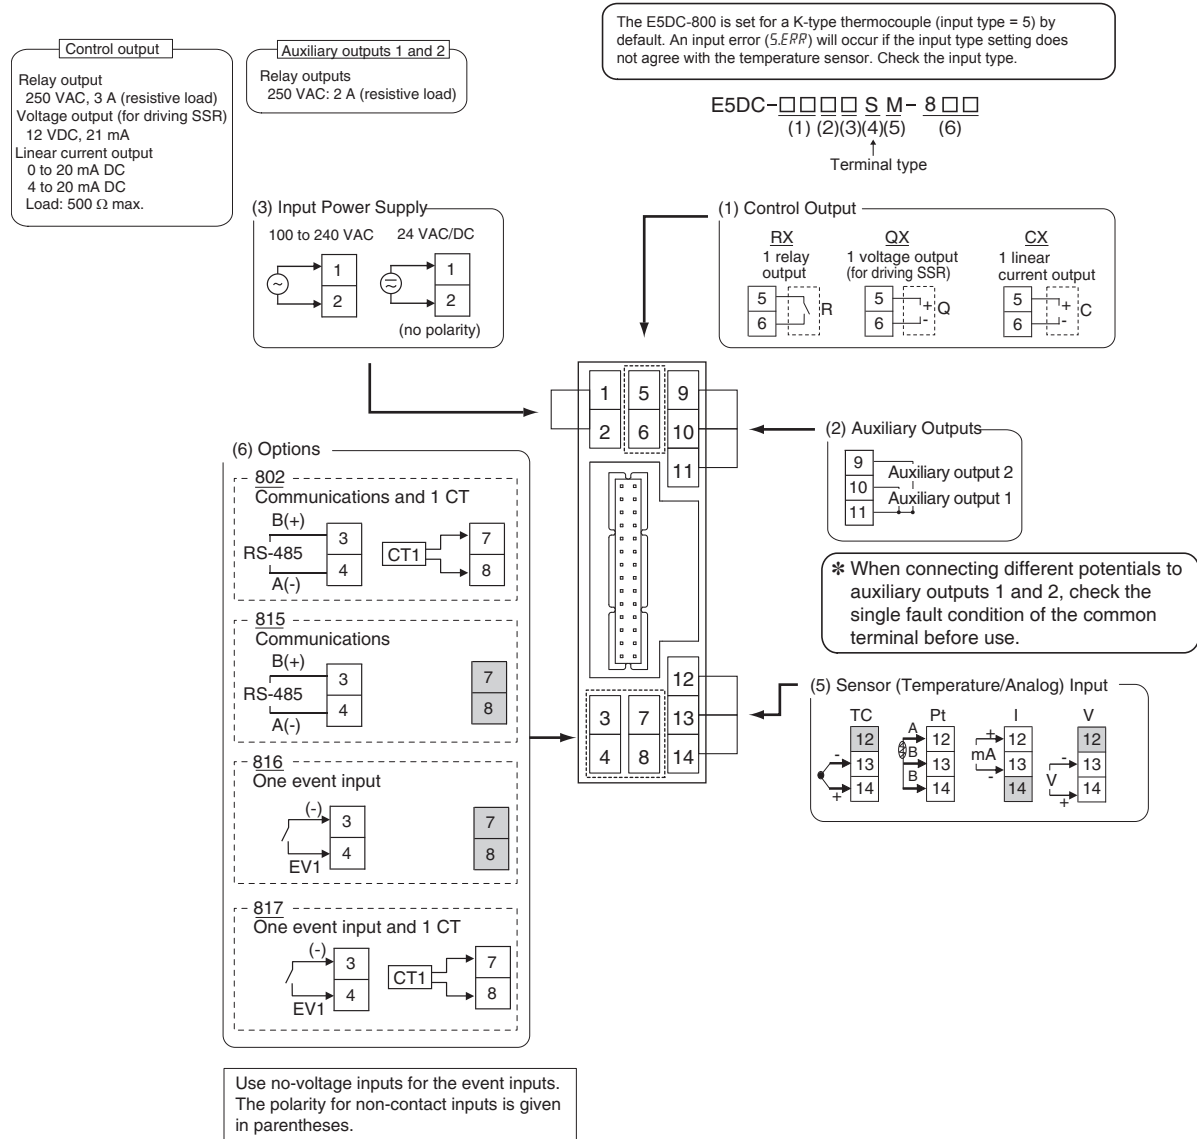 Control output
Relay output
250 VAC, 3 A (resistive load)
Voltage output (for driving SSR)
12 VDC, 21 mA
Linear current output
0 to 20 mA DC
4 to 20 mA DC
Load: 500 Ω max.
Auxiliary outputs 1 and 2
Relay outputs
250 VAC: 2 A (resistive load)
The E5DC-800 is set for a K-type thermocouple (input type = 5) by
default. An input error (S.ERR) will occur if the input type setting does
not agree with the temperature sensor. Check the input type.
E5DC-□□□□ S M- 8 □□
(1) (2)(3)(4)(5) (6)
Terminal type
(3) Input Power Supply
100 to 240 VAC 24 VAC/DC
1 1
2 2
(no polarity)
(1) Control Output
RX QX CX
1 relay
output
1 voltage output
(for driving SSR)
1 linear
current output
5 5 + 5 +
6 R 6 - Q 6 - C
1 5 9
2 6 10
11
12
3 7 13
4 8 14
(2) Auxiliary Outputs
9
Auxiliary output 2
10
Auxiliary output 1
11
✻ When connecting different potentials to
auxiliary outputs 1 and 2, check the
single fault condition of the common
terminal before use.
(5) Sensor (Temperature/Analog) Input
TC Pt I V
12 A 12 + 12 12
- 13 B 13 mA - 13 - 13
+ 14 B 14 14 V + 14
(6) Options
802
Communications and 1 CT
B(+)
3 7
RS-485 CT1
4 8
A(-)
815
Communications
B(+)
3 7
RS-485
4 8
A(-)
816
One event input
(-)
3 7
4 8
EV1
817
One event input and 1 CT
(-)
3 7
CT1
4 8
EV1
Use no-voltage inputs for the event inputs.
The polarity for non-contact inputs is given
in parentheses.